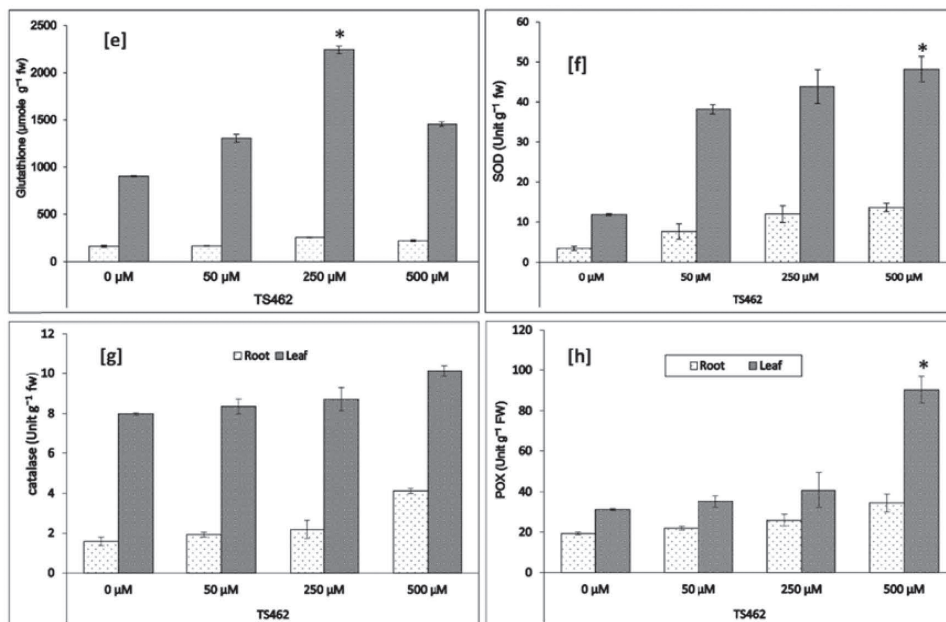 [e]
*
Glutathione (µmole g⁻¹ fw)
2500
2000
1500
1000
500
0
0 µM 50 µM 250 µM 500 µM
TS462
[f]
*
SOD (Unit g⁻¹ fw)
60
50
40
30
20
10
0
0 µM 50 µM 250 µM 500 µM
TS462
[g]
Root Leaf
catalase (Unit g⁻¹ fw)
12
10
8
6
4
2
0
0 µM 50 µM 250 µM 500 µM
TS462
[h]
Root Leaf
*
POX (Unit g⁻¹ FW)
120
100
80
60
40
20
0
0 µM 50 µM 250 µM 500 µM
TS462